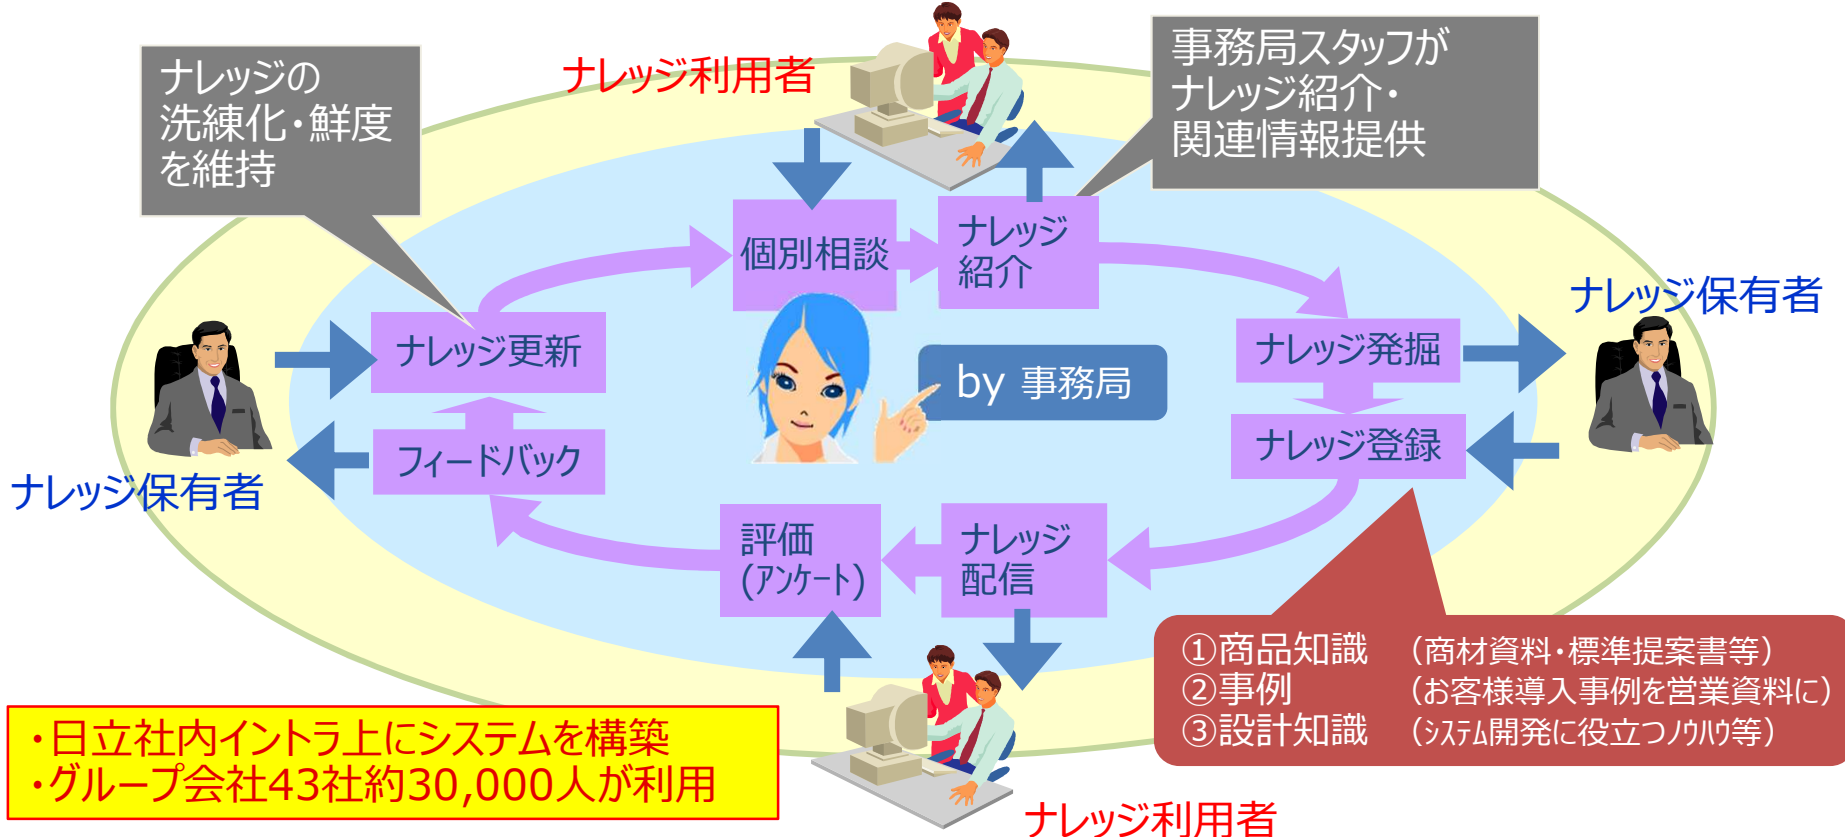 ナレッジの
洗練化・鮮度
を維持
ナレッジ利用者
事務局スタッフが
ナレッジ紹介・
関連情報提供
個別相談
ナレッジ
紹介
ナレッジ保有者
ナレッジ更新
by 事務局
ナレッジ発掘
フィードバック
ナレッジ登録
ナレッジ保有者
評価
(ｱﾝｹｰﾄ)
ナレッジ
配信
①商品知識 （商材資料・標準提案書等）
②事例 （お客様導入事例を営業資料に）
③設計知識 （ｼｽﾃﾑ開発に役立つﾉｳﾊｳ等）
・日立社内イントラ上にシステムを構築
・グループ会社43社約30,000人が利用
ナレッジ利用者